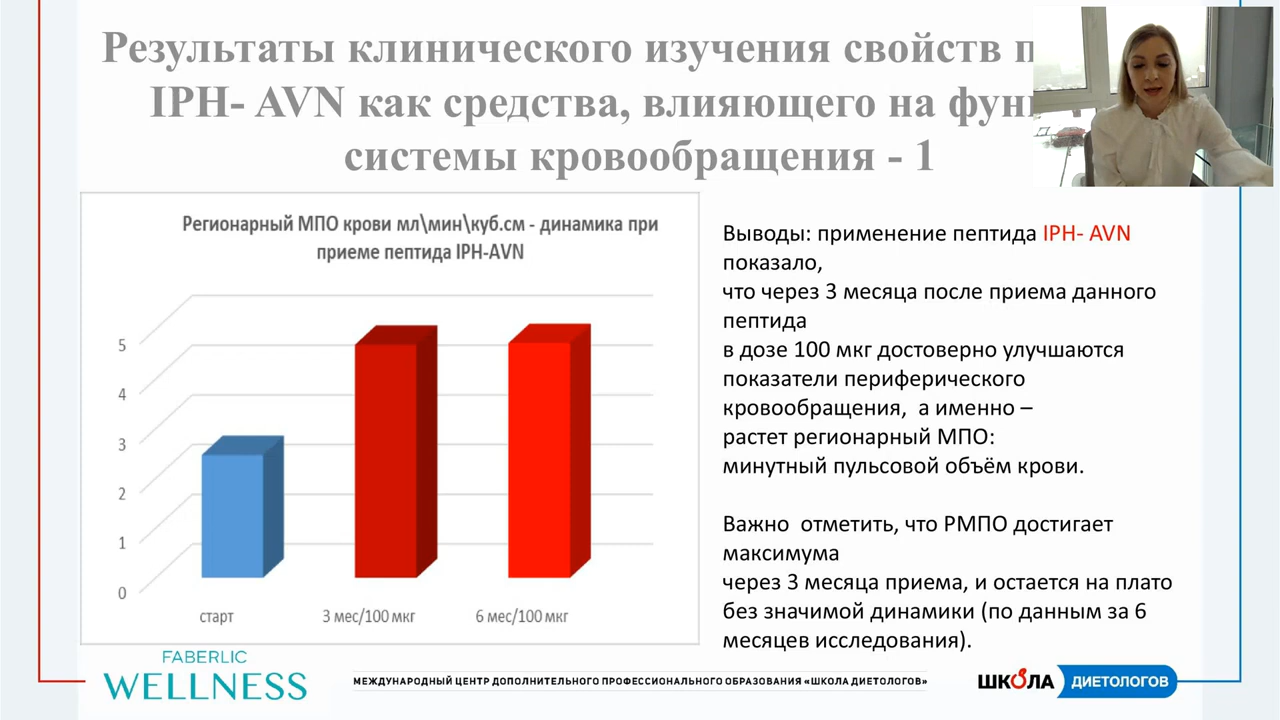 Результаты клинического изучения свойств
IPH- AVN как средства, влияющего на
системы кровообращения - 1
Регионарный МПО крови мл\мин\куб.см - динамика при
приеме пептида IPH-AVN
5
4
3
2
1
0
старт 3 мес/100 мкг 6 мес/100 мкг
Выводы: применение пептида IPH- AVN
показало,
что через 3 месяца после приема данного
пептида
в дозе 100 мкг достоверно улучшаются
показатели периферического
кровообращения, а именно –
растет регионарный МПО:
минутный пульсовой объём крови.
Важно отметить, что РМПО достигает
максимума
через 3 месяца приема, и остается на плато
без значимой динамики (по данным за 6
месяцев исследования).
FABERLIC
WELLNESS
МЕЖДУНАРОДНЫЙ ЦЕНТР ДОПОЛНИТЕЛЬНОГО ПРОФЕССИОНАЛЬНОГО ОБРАЗОВАНИЯ «ШКОЛА ДИЕТОЛОГОВ»
ШКОЛА ДИЕТОЛОГОВ